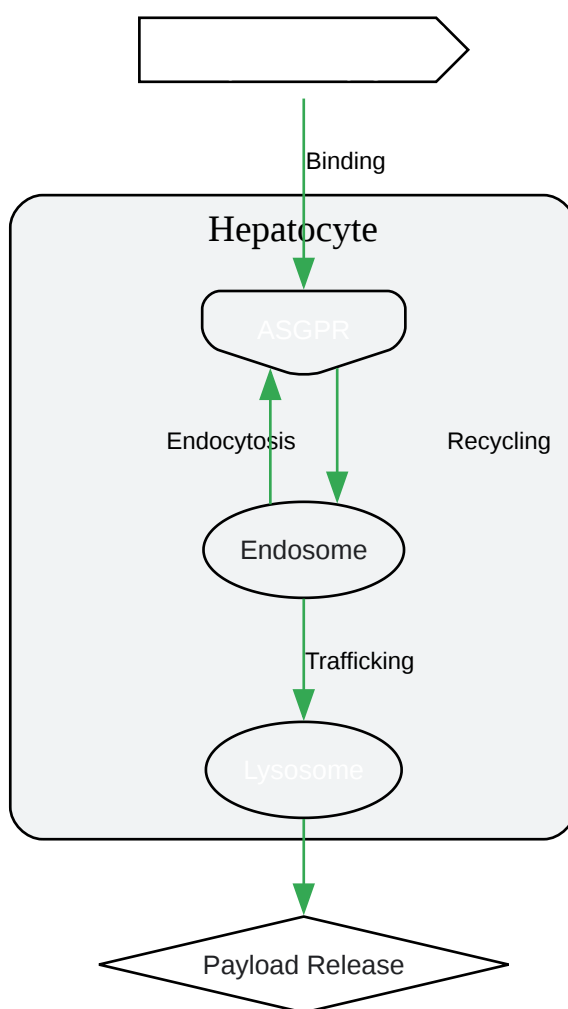 Binding
Hepatocyte
ASGPR
Endocytosis
Recycling
Endosome
Trafficking
Lysosome
Payload Release